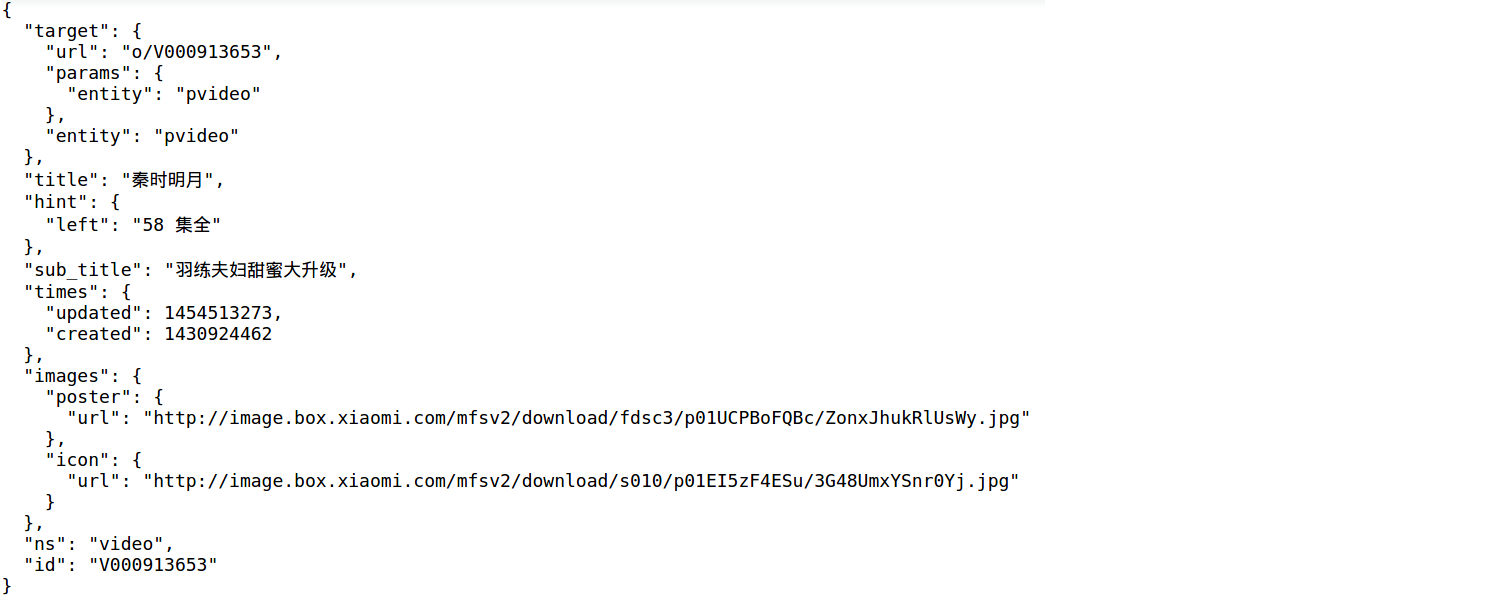 {
  "target": {
    "url": "o/V000913653",
    "params": {
      "entity": "pvideo"
    },
    "entity": "pvideo"
  },
  "title": "秦时明月",
  "hint": {
    "left": "58 集全"
  },
  "sub_title": "羽练夫妇甜蜜大升级",
  "times": {
    "updated": 1454513273,
    "created": 1430924462
  },
  "images": {
    "poster": {
      "url": "http://image.box.xiaomi.com/mfsv2/download/fdsc3/p01UCPBoFQBc/ZonxJhukRlUsWy.jpg"
    },
    "icon": {
      "url": "http://image.box.xiaomi.com/mfsv2/download/s010/p01EI5zF4ESu/3G48UmxYSnr0Yj.jpg"
    }
  },
  "ns": "video",
  "id": "V000913653"
}